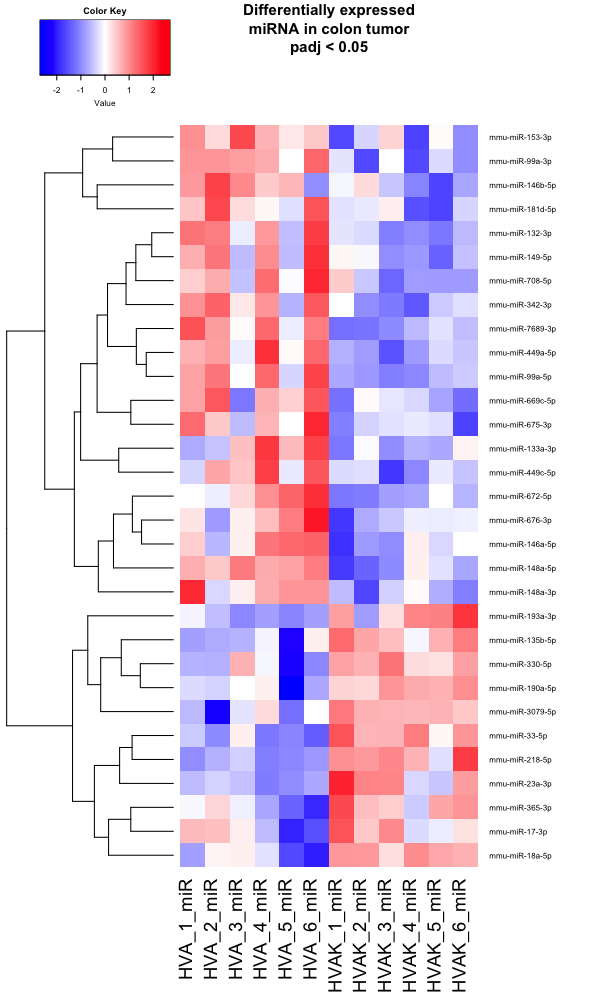 Color Key
-2 -1 0 1 2
Value
Differentially expressed
miRNA in colon tumor
padj < 0.05
mmu-miR-153-3p
mmu-miR-99a-3p
mmu-miR-146b-5p
mmu-miR-181d-5p
mmu-miR-132-3p
mmu-miR-149-5p
mmu-miR-708-5p
mmu-miR-342-3p
mmu-miR-7689-3p
mmu-miR-449a-5p
mmu-miR-99a-5p
mmu-miR-669c-5p
mmu-miR-675-3p
mmu-miR-133a-3p
mmu-miR-449c-5p
mmu-miR-672-5p
mmu-miR-676-3p
mmu-miR-146a-5p
mmu-miR-148a-5p
mmu-miR-148a-3p
mmu-miR-193a-3p
mmu-miR-135b-5p
mmu-miR-330-5p
mmu-miR-190a-5p
mmu-miR-3079-5p
mmu-miR-33-5p
mmu-miR-218-5p
mmu-miR-23a-3p
mmu-miR-365-3p
mmu-miR-17-3p
mmu-miR-18a-5p
HVA_1_miR
HVA_2_miR
HVA_3_miR
HVA_4_miR
HVA_5_miR
HVA_6_miR
HVAK_1_miR
HVAK_2_miR
HVAK_3_miR
HVAK_4_miR
HVAK_5_miR
HVAK_6_miR